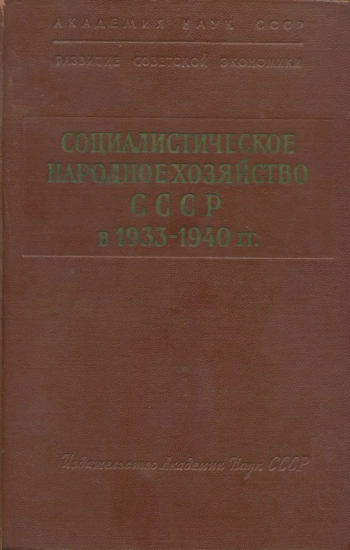 АКАДЕМИЯ НАУК СССР
РАЗВИТИЕ СОВЕТСКОЙ ЭКОНОМИКИ
СОЦИАЛИСТИЧЕСКОЕ
НАРОДНОЕ ХОЗЯЙСТВО
СССР
в 1933-1940 гг.
Издательство Академии Наук СССР